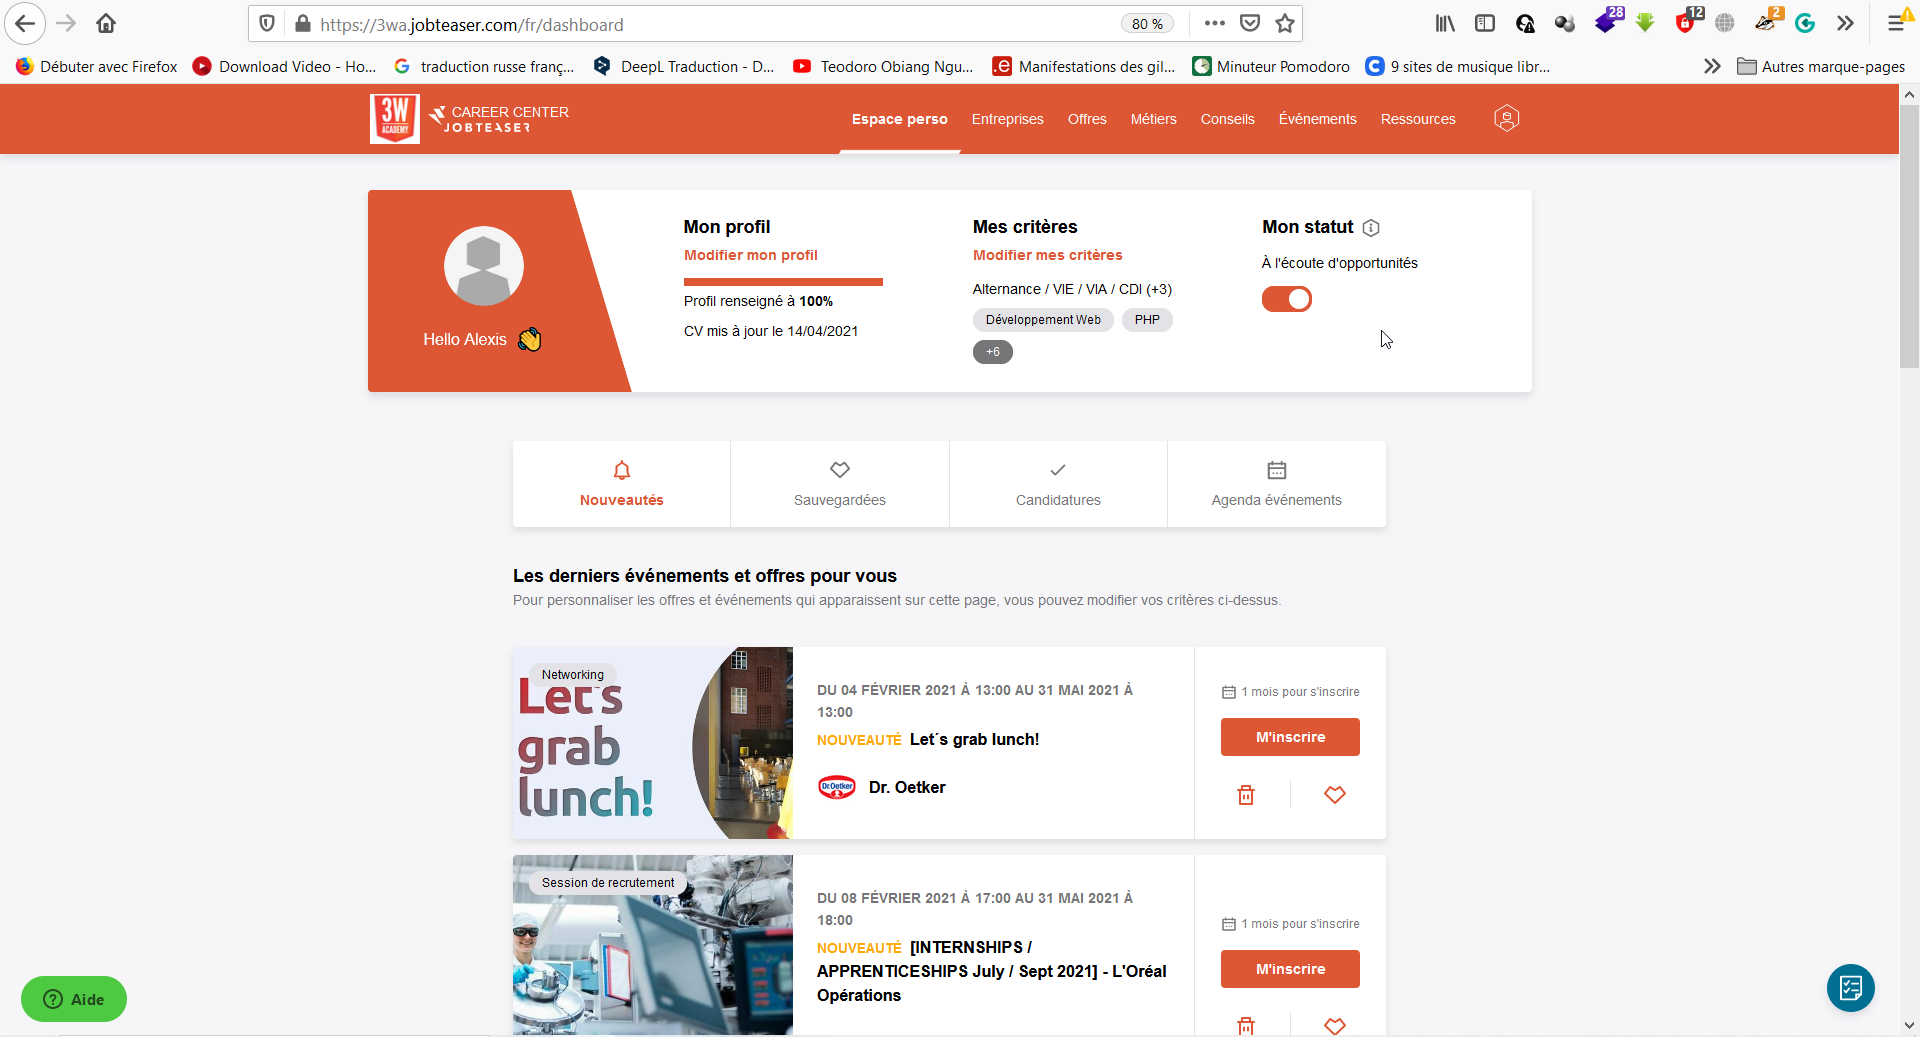 https://3wa.jobteaser.com/fr/dashboard
80 %
28
12
2
Débuter avec Firefox
Download Video - Ho...
traduction russe franç...
DeepL Traduction - D...
Teodoro Obiang Ngu...
Manifestations des gil...
Minuteur Pomodoro
9 sites de musique libr...
Autres marque-pages
3W
ACADEMY
CAREER CENTER
JOBTEASER
Espace perso
Entreprises
Offres
Métiers
Conseils
Événements
Ressources
Hello Alexis
Mon profil
Modifier mon profil
Profil renseigné à 100%
CV mis à jour le 14/04/2021
Mes critères
Modifier mes critères
Alternance / VIE / VIA / CDI (+3)
Développement Web
PHP
+6
Mon statut
À l'écoute d'opportunités
Nouveautés
Sauvegardées
Candidatures
Agenda événements
Les derniers événements et offres pour vous
Pour personnaliser les offres et événements qui apparaissent sur cette page, vous pouvez modifier vos critères ci-dessus.
Networking
Let's
grab
lunch!
DU 04 FÉVRIER 2021 À 13:00 AU 31 MAI 2021 À
13:00
NOUVEAUTÉ Let´s grab lunch!
Dr.Oetker
Dr. Oetker
1 mois pour s'inscrire
M'inscrire
Session de recrutement
DU 08 FÉVRIER 2021 À 17:00 AU 31 MAI 2021 À
18:00
NOUVEAUTÉ [INTERNSHIPS /
APPRENTICESHIPS July / Sept 2021] - L'Oréal
Opérations
1 mois pour s'inscrire
M'inscrire
Aide